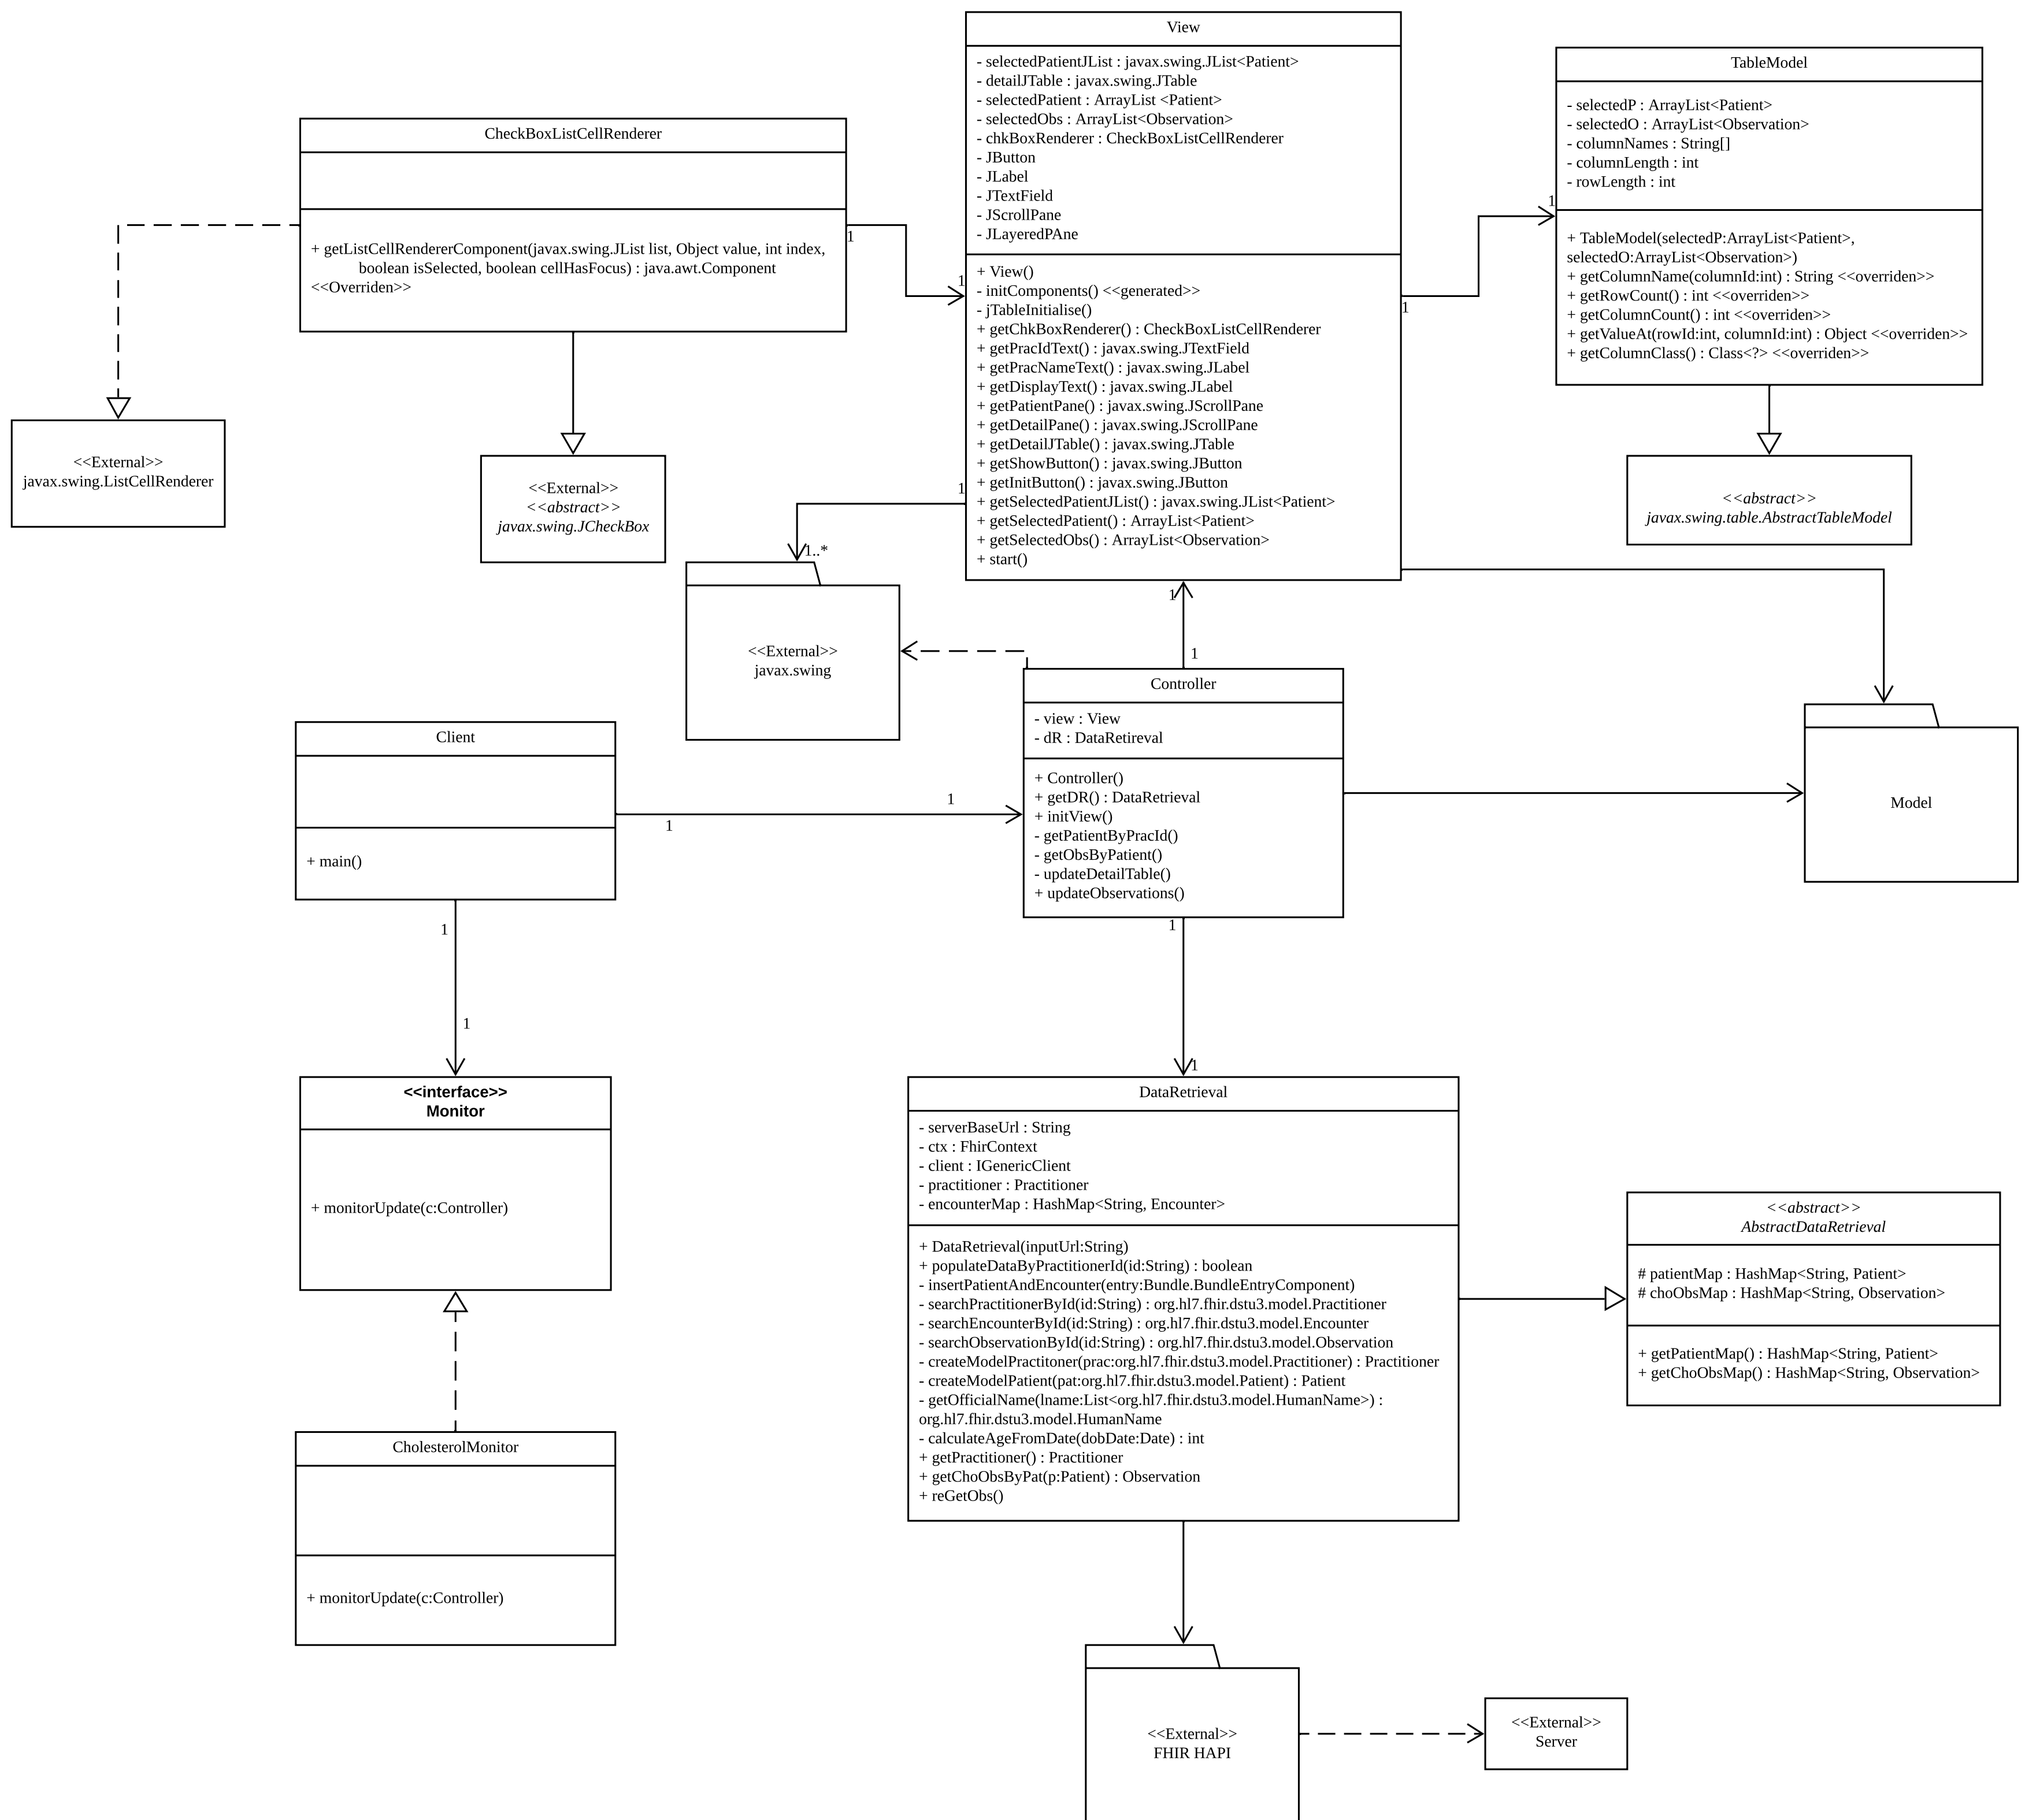 View
- selectedPatientJList : javax.swing.JList<Patient>
- detailJTable : javax.swing.JTable
- selectedPatient : ArrayList <Patient>
- selectedObs : ArrayList<Observation>
- chkBoxRenderer : CheckBoxListCellRenderer
- JButton
- JLabel
- JTextField
- JScrollPane
- JLayeredPAne
+ View()
- initComponents() <<generated>>
- jTableInitialise()
+ getChkBoxRenderer() : CheckBoxListCellRenderer
+ getPracIdText() : javax.swing.JTextField
+ getPracNameText() : javax.swing.JLabel
+ getDisplayText() : javax.swing.JLabel
+ getPatientPane() : javax.swing.JScrollPane
+ getDetailPane() : javax.swing.JScrollPane
+ getDetailJTable() : javax.swing.JTable
+ getShowButton() : javax.swing.JButton
+ getInitButton() : javax.swing.JButton
+ getSelectedPatientJList() : javax.swing.JList<Patient>
+ getSelectedPatient() : ArrayList<Patient>
+ getSelectedObs() : ArrayList<Observation>
+ start()
TableModel
- selectedP : ArrayList<Patient>
- selectedO : ArrayList<Observation>
- columnNames : String[]
- columnLength : int
- rowLength : int
+ TableModel(selectedP:ArrayList<Patient>,
selectedO:ArrayList<Observation>)
+ getColumnName(columnId:int) : String <<overriden>>
+ getRowCount() : int <<overriden>>
+ getColumnCount() : int <<overriden>>
+ getValueAt(rowId:int, columnId:int) : Object <<overriden>>
+ getColumnClass() : Class<?> <<overriden>>
CheckBoxListCellRenderer
+ getListCellRendererComponent(javax.swing.JList list, Object value, int index,
boolean isSelected, boolean cellHasFocus) : java.awt.Component
<<Overriden>>
1
1
1
1
<<External>>
javax.swing.ListCellRenderer
<<External>>
<<abstract>>
javax.swing.JCheckBox
<<abstract>>
javax.swing.table.AbstractTableModel
1
1..*
<<External>>
javax.swing
1
1
Controller
- view : View
- dR : DataRetireval
+ Controller()
+ getDR() : DataRetrieval
+ initView()
- getPatientByPracId()
- getObsByPatient()
- updateDetailTable()
+ updateObservations()
Client
+ main()
1
1
Model
1
1
1
1
<<interface>>
Monitor
+ monitorUpdate(c:Controller)
DataRetrieval
- serverBaseUrl : String
- ctx : FhirContext
- client : IGenericClient
- practitioner : Practitioner
- encounterMap : HashMap<String, Encounter>
+ DataRetrieval(inputUrl:String)
+ populateDataByPractitionerId(id:String) : boolean
- insertPatientAndEncounter(entry:Bundle.BundleEntryComponent)
- searchPractitionerById(id:String) : org.hl7.fhir.dstu3.model.Practitioner
- searchEncounterById(id:String) : org.hl7.fhir.dstu3.model.Encounter
- searchObservationById(id:String) : org.hl7.fhir.dstu3.model.Observation
- createModelPractitoner(prac:org.hl7.fhir.dstu3.model.Practitioner) : Practitioner
- createModelPatient(pat:org.hl7.fhir.dstu3.model.Patient) : Patient
- getOfficialName(lname:List<org.hl7.fhir.dstu3.model.HumanName>) :
org.hl7.fhir.dstu3.model.HumanName
- calculateAgeFromDate(dobDate:Date) : int
+ getPractitioner() : Practitioner
+ getChoObsByPat(p:Patient) : Observation
+ reGetObs()
<<abstract>>
AbstractDataRetrieval
# patientMap : HashMap<String, Patient>
# choObsMap : HashMap<String, Observation>
+ getPatientMap() : HashMap<String, Patient>
+ getChoObsMap() : HashMap<String, Observation>
CholesterolMonitor
+ monitorUpdate(c:Controller)
<<External>>
FHIR HAPI
<<External>>
Server